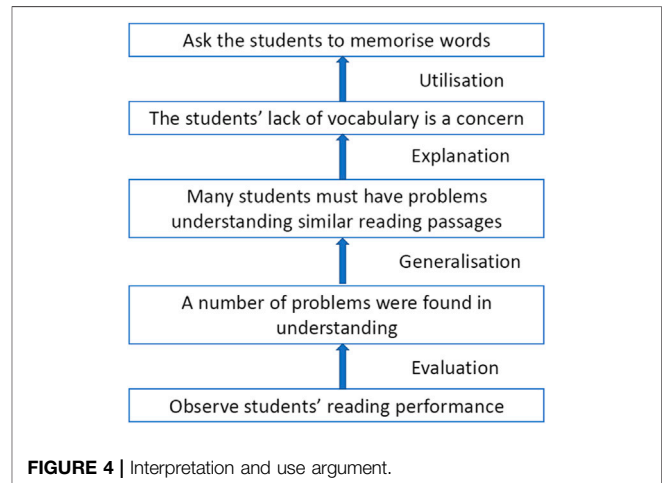 Ask the students to memorise words
Utilisation
The students' lack of vocabulary is a concern
Explanation
Many students must have problems
understanding similar reading passages
Generalisation
A number of problems were found in
understanding
Evaluation
Observe students' reading performance
FIGURE 4 | Interpretation and use argument.